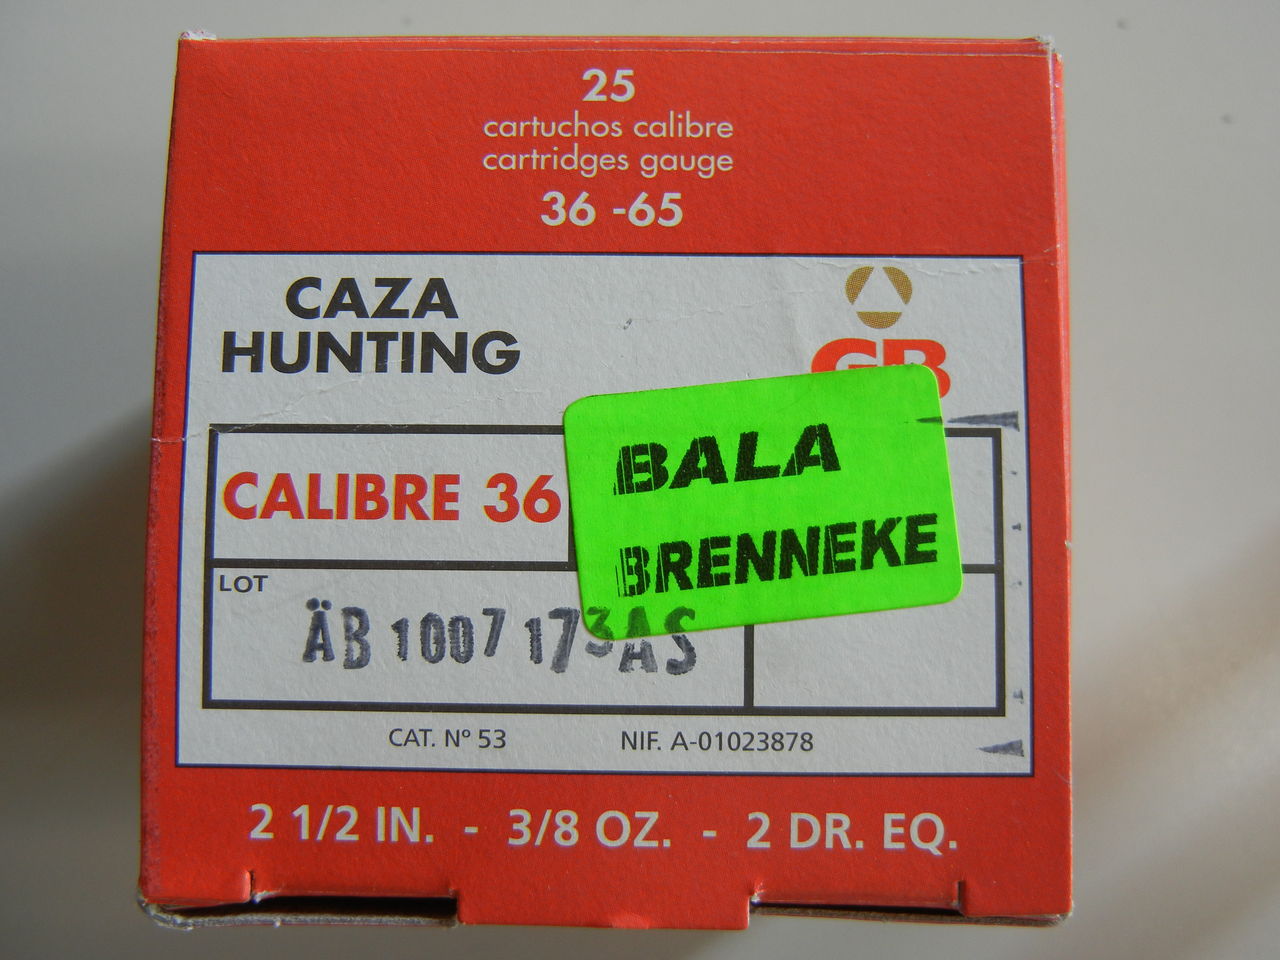 25
cartuchos calibre
cartridges gauge
36 -65
CAZA
HUNTING
GB
CALIBRE 36
BALA
BRENNEKE
LOT
ÄB 1007 173AS
CAT. Nº 53 NIF. A-01023878
2 1/2 IN. - 3/8 OZ. - 2 DR. EQ.